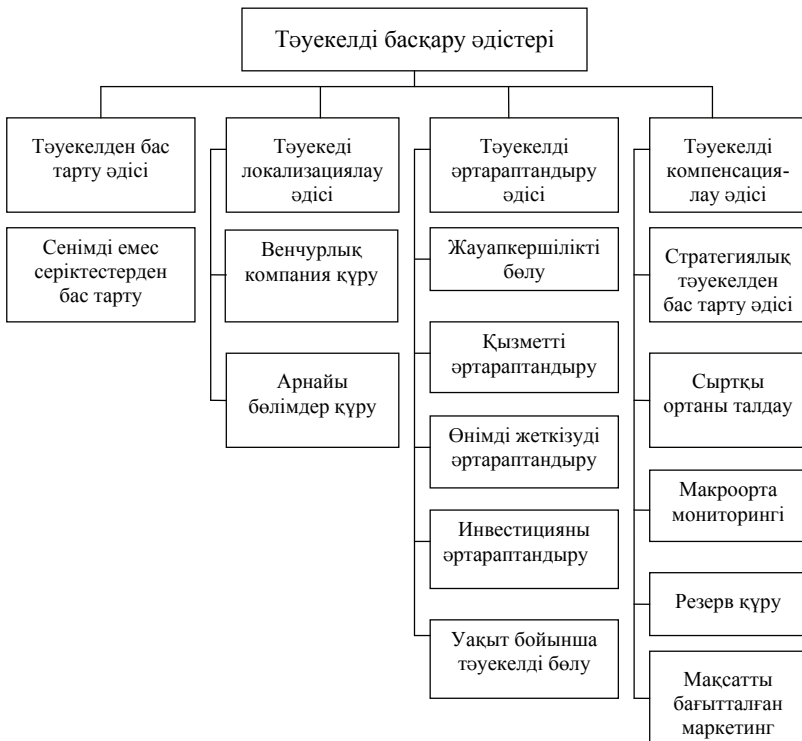 Тәуекелді басқару әдістері
Тәуекелден бас
тарту әдісі
Сенімді емес
серіктестерден
бас тарту
Тәуекеді
локализациялау
әдісі
Венчурлық
компания құру
Арнайы
бөлімдер құру
Тәуекелді
әртараптандыру
әдісі
Жауапкершілікті
бөлу
Қызметті
әртараптандыру
Өнімді жеткізуді
әртараптандыру
Инвестицияны
әртараптандыру
Уақыт бойынша
тәуекелді бөлу
Тәуекелді
компенсация-
лау әдісі
Стратегиялық
тәуекелден
бас тарту әдісі
Сыртқы
ортаны талдау
Макроорта
мониторингі
Резерв құру
Мақсатты
бағытталған
маркетинг